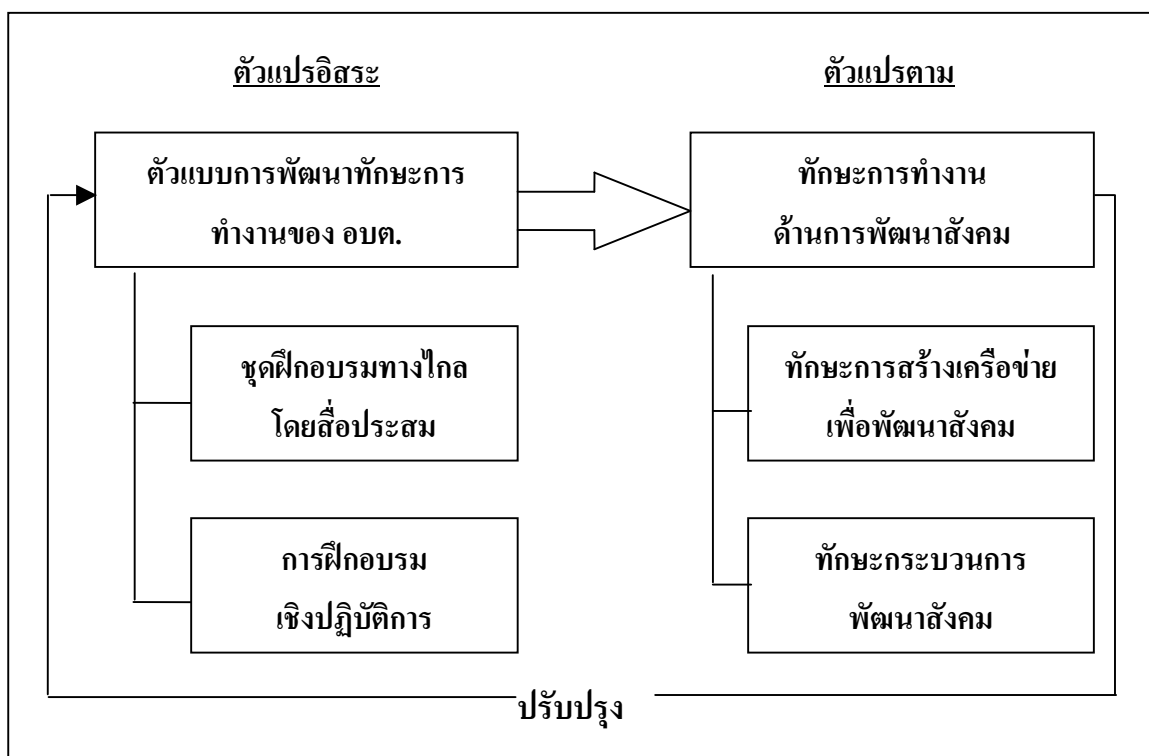 ตัวแปรอิสระ
ตัวแปรตาม
ตัวแบบการพัฒนาทักษะการ
ทำงานของ อบต.
ทักษะการทำงาน
ด้านการพัฒนาสังคม
ชุดฝึกอบรมทางไกล
โดยสื่อประสม
ทักษะการสร้างเครือข่าย
เพื่อพัฒนาสังคม
การฝึกอบรม
เชิงปฏิบัติการ
ทักษะกระบวนการ
พัฒนาสังคม
ปรับปรุง